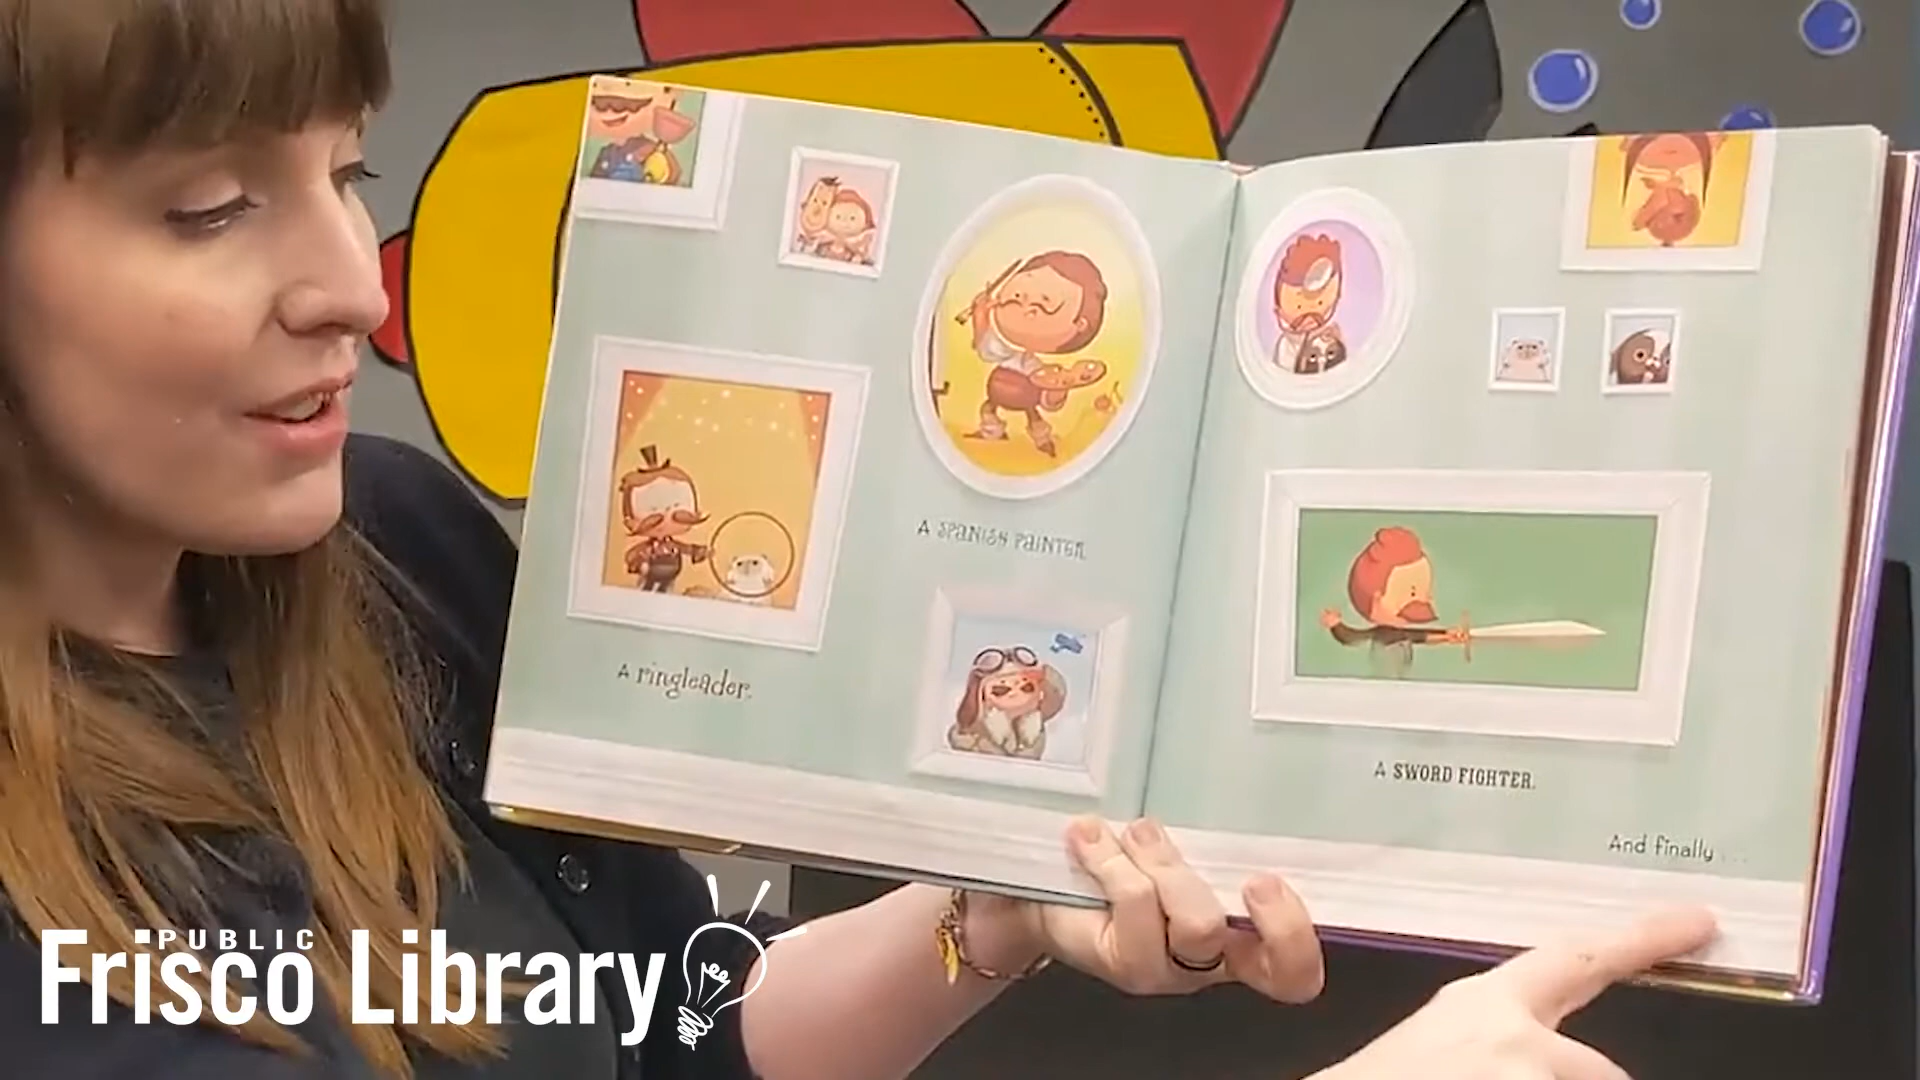 A SPANISH PAINTER.
A ringleader.
A SWORD FIGHTER.
And finally . . .
Frisco PUBLIC Library